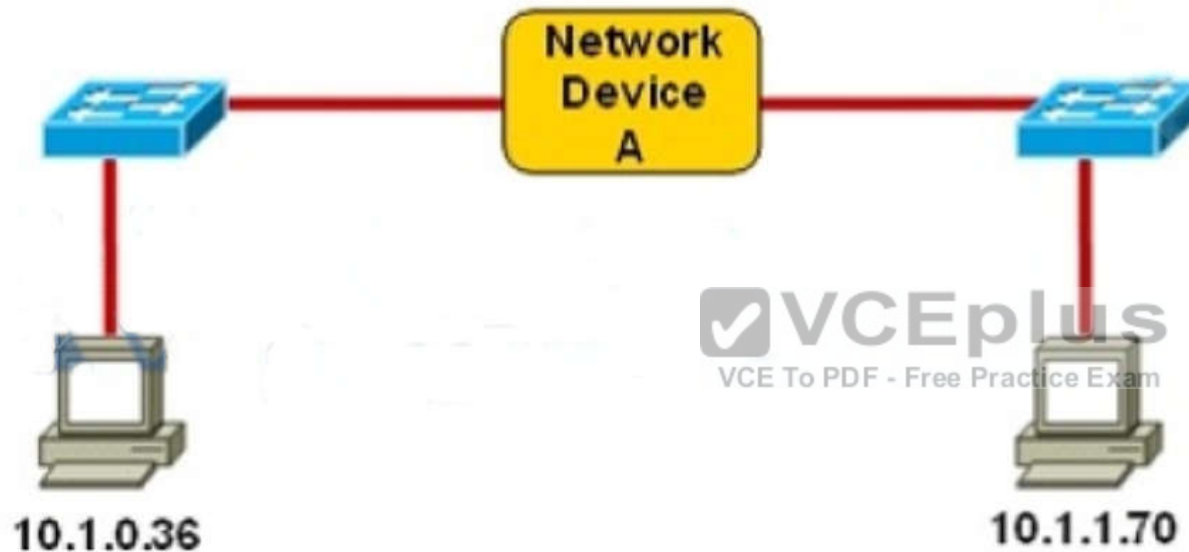 Network
Device
A
VCEplus
VCE To PDF - Free Practice Exam
10.1.0.36
10.1.1.70